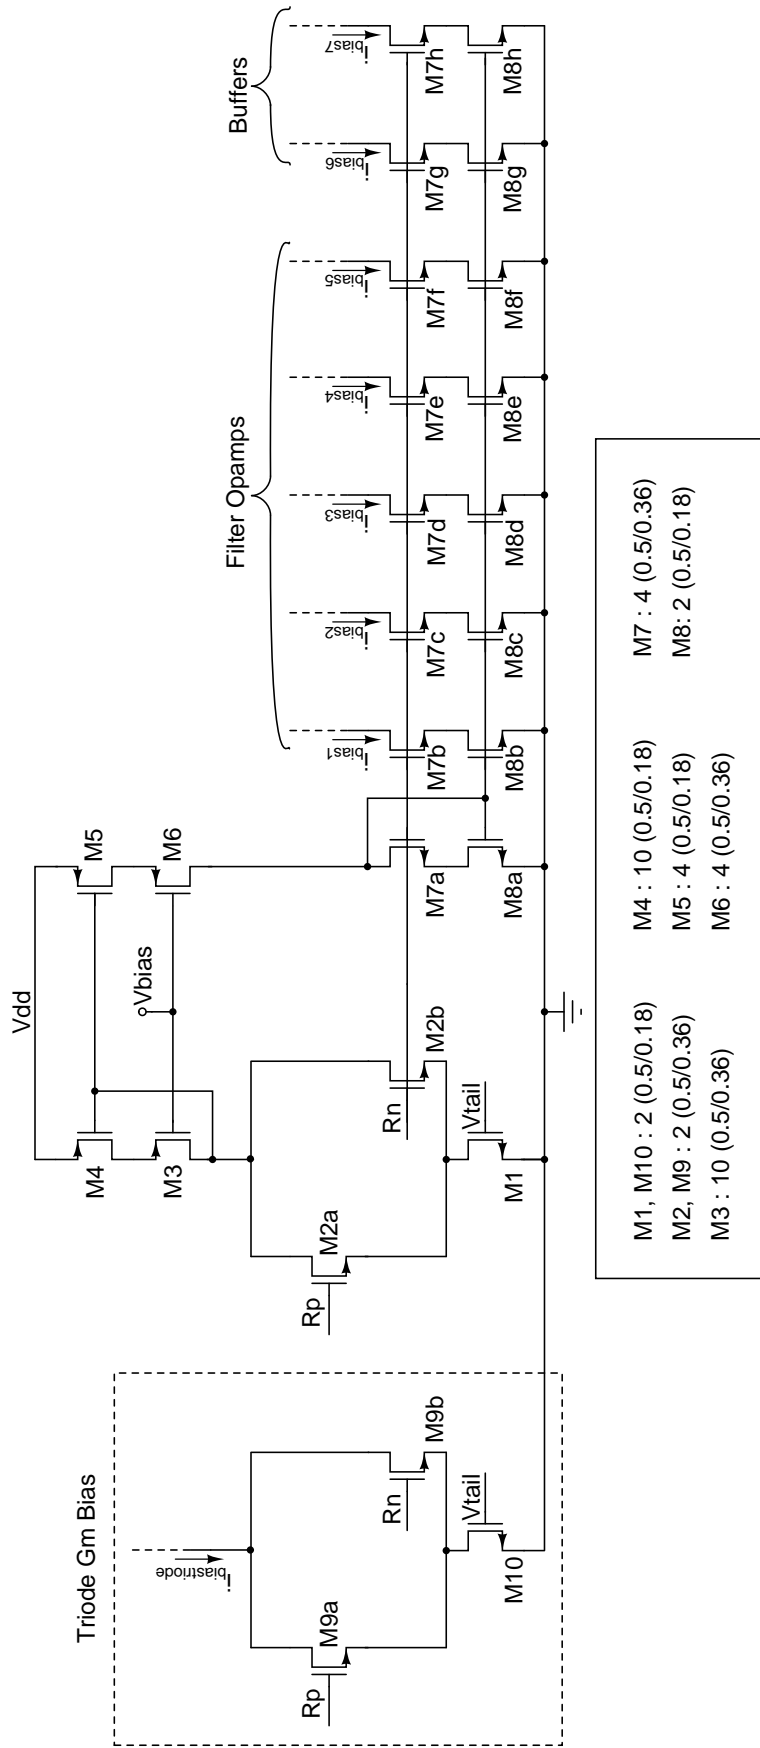 Triode Gm Bias
ibiastriode
Rp
M9a
Rn
M9b
Vtail
M10
Vdd
M4
M5
M3
M6
Vbias
Rp
M2a
Rn
M2b
Vtail
M1
Filter Opamps
Buffers
ibias1
ibias2
ibias3
ibias4
ibias5
ibias6
ibias7
M7a
M7b
M7c
M7d
M7e
M7f
M7g
M7h
M8a
M8b
M8c
M8d
M8e
M8f
M8g
M8h
M1, M10 : 2 (0.5/0.18)
M2, M9 : 2 (0.5/0.36)
M3 : 10 (0.5/0.36)
M4 : 10 (0.5/0.18)
M5 : 4 (0.5/0.18)
M6 : 4 (0.5/0.36)
M7 : 4 (0.5/0.36)
M8: 2 (0.5/0.18)